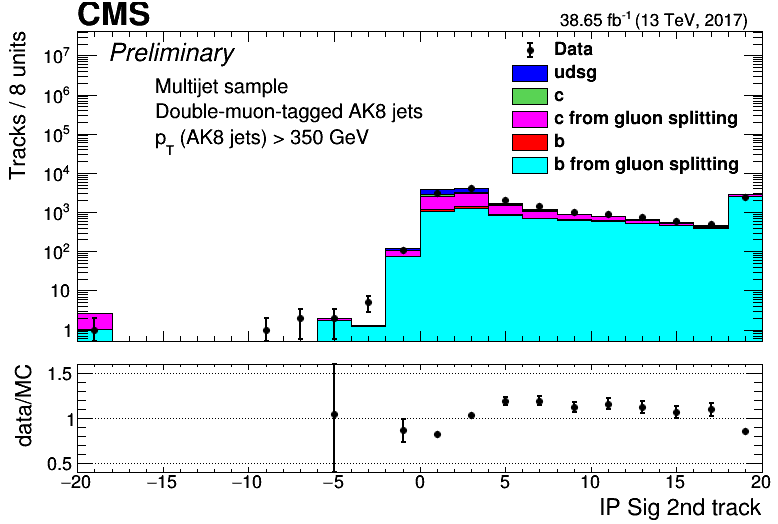 CMS
38.65 fb⁻¹ (13 TeV, 2017)
Preliminary
Multijet sample
Double-muon-tagged AK8 jets
p_T (AK8 jets) > 350 GeV
Data
udsg
c
c from gluon splitting
b
b from gluon splitting
Tracks / 8 units
10⁷
10⁶
10⁵
10⁴
10³
10²
10
1
data/MC
1.5
1
0.5
−20 −15 −10 −5 0 5 10 15 20
IP Sig 2nd track